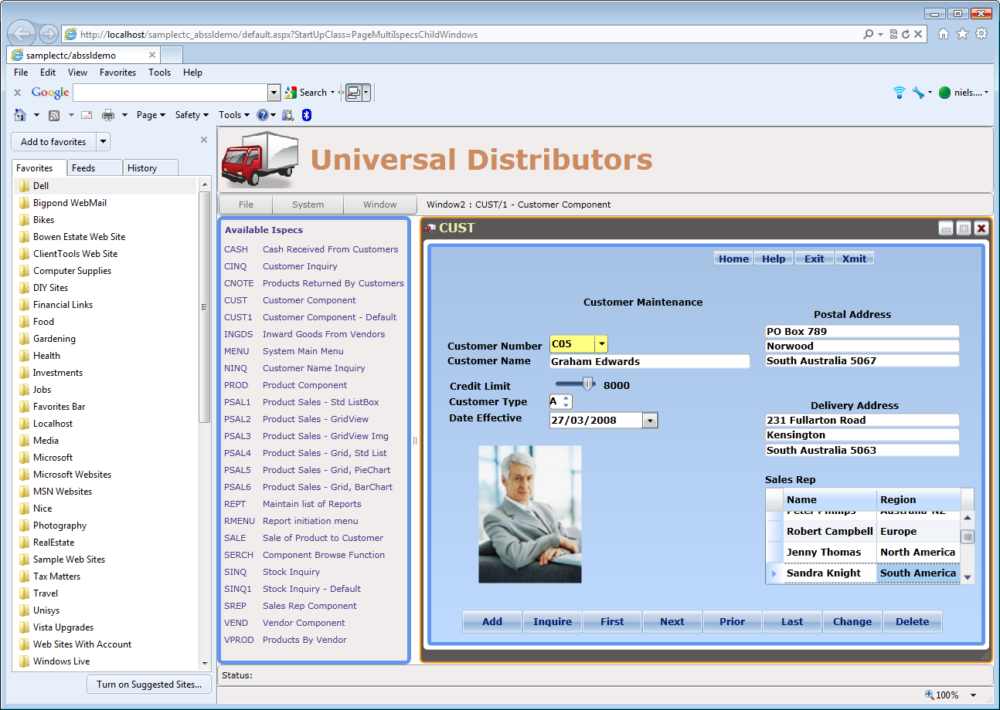 http://localhost/samplectc_abssldemo/default.aspx?StartUpClass=PageMultiIspecsChildWindows
samplectc/abssldemo
File Edit View Favorites Tools Help
Google Search niels....
Page Safety Tools
Add to favorites
Favorites Feeds History
Dell
Bigpond WebMail
Bikes
Bowen Estate Web Site
ClientTools Web Site
Computer Supplies
DIY Sites
Financial Links
Food
Gardening
Health
Investments
Jobs
Favorites Bar
Localhost
Media
Microsoft
Microsoft Websites
MSN Websites
Nice
Photography
RealEstate
Sample Web Sites
Tax Matters
Travel
Unisys
Vista Upgrades
Web Sites With Account
Windows Live
Turn on Suggested Sites...
Universal Distributors
File System Window Window2 : CUST/1 - Customer Component
Available Ispecs
CASH Cash Received From Customers
CINQ Customer Inquiry
CNOTE Products Returned By Customers
CUST Customer Component
CUST1 Customer Component - Default
INGDS Inward Goods From Vendors
MENU System Main Menu
NINQ Customer Name Inquiry
PROD Product Component
PSAL1 Product Sales - Std ListBox
PSAL2 Product Sales - GridView
PSAL3 Product Sales - GridView Img
PSAL4 Product Sales - Grid, Std List
PSAL5 Product Sales - Grid, PieChart
PSAL6 Product Sales - Grid, BarChart
REPT Maintain list of Reports
RMENU Report initiation menu
SALE Sale of Product to Customer
SERCH Component Browse Function
SINQ Stock Inquiry
SINQ1 Stock Inquiry - Default
SREP Sales Rep Component
VEND Vendor Component
VPROD Products By Vendor
CUST
Home Help Exit Xmit
Customer Maintenance
Customer Number C05
Customer Name Graham Edwards
Credit Limit 8000
Customer Type A
Date Effective 27/03/2008
Postal Address
PO Box 789
Norwood
South Australia 5067
Delivery Address
231 Fullarton Road
Kensington
South Australia 5063
Sales Rep
Name Region
Peter Phillips Australia-NZ
Robert Campbell Europe
Jenny Thomas North America
Sandra Knight South America
Add Inquire First Next Prior Last Change Delete
Status:
100%